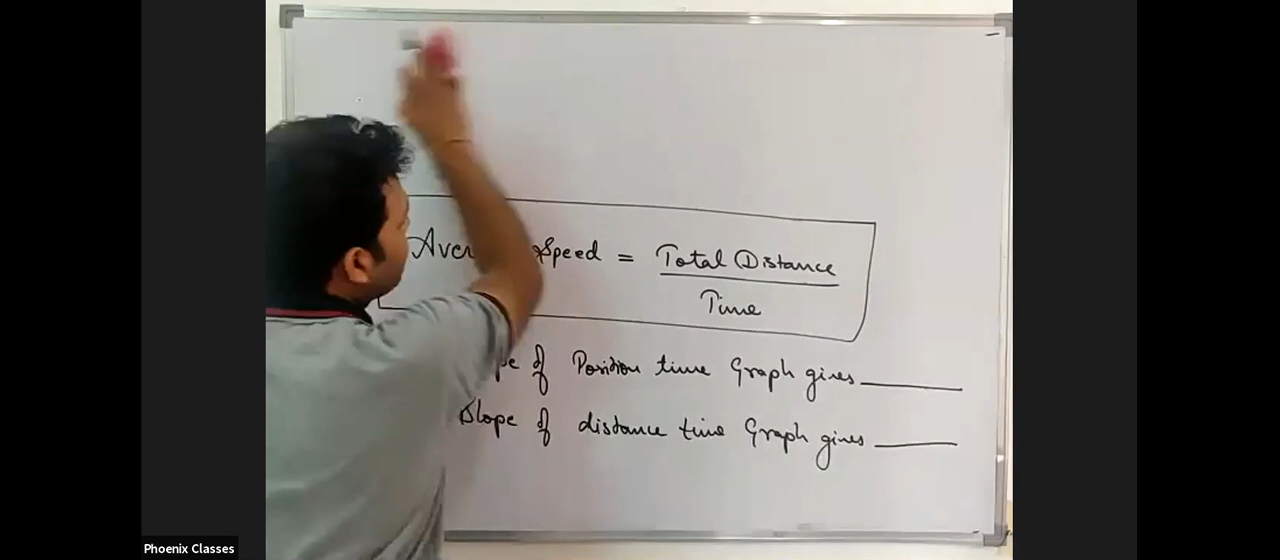 Speed = Total Distance
Time
of Position time Graph gives
Slope of distance time Graph gives
Phoenix Classes